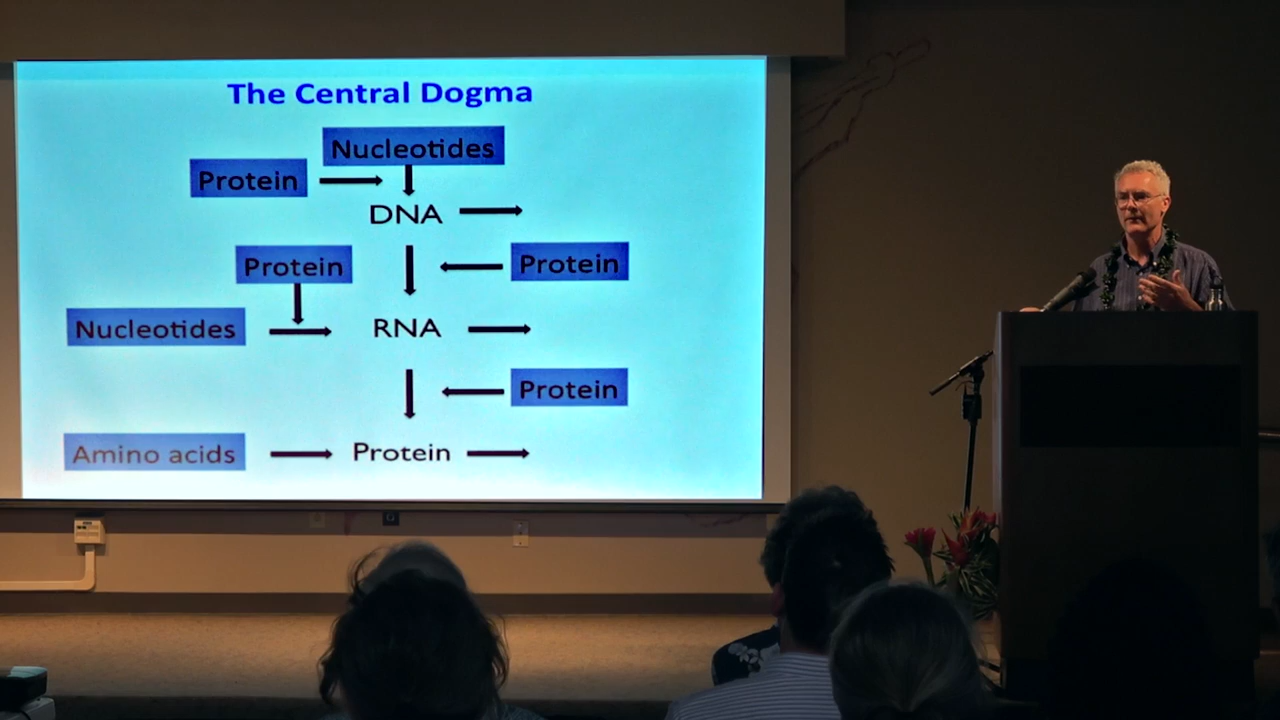 The Central Dogma
Nucleotides
Protein
DNA
Protein
Protein
Nucleotides
RNA
Protein
Amino acids
Protein